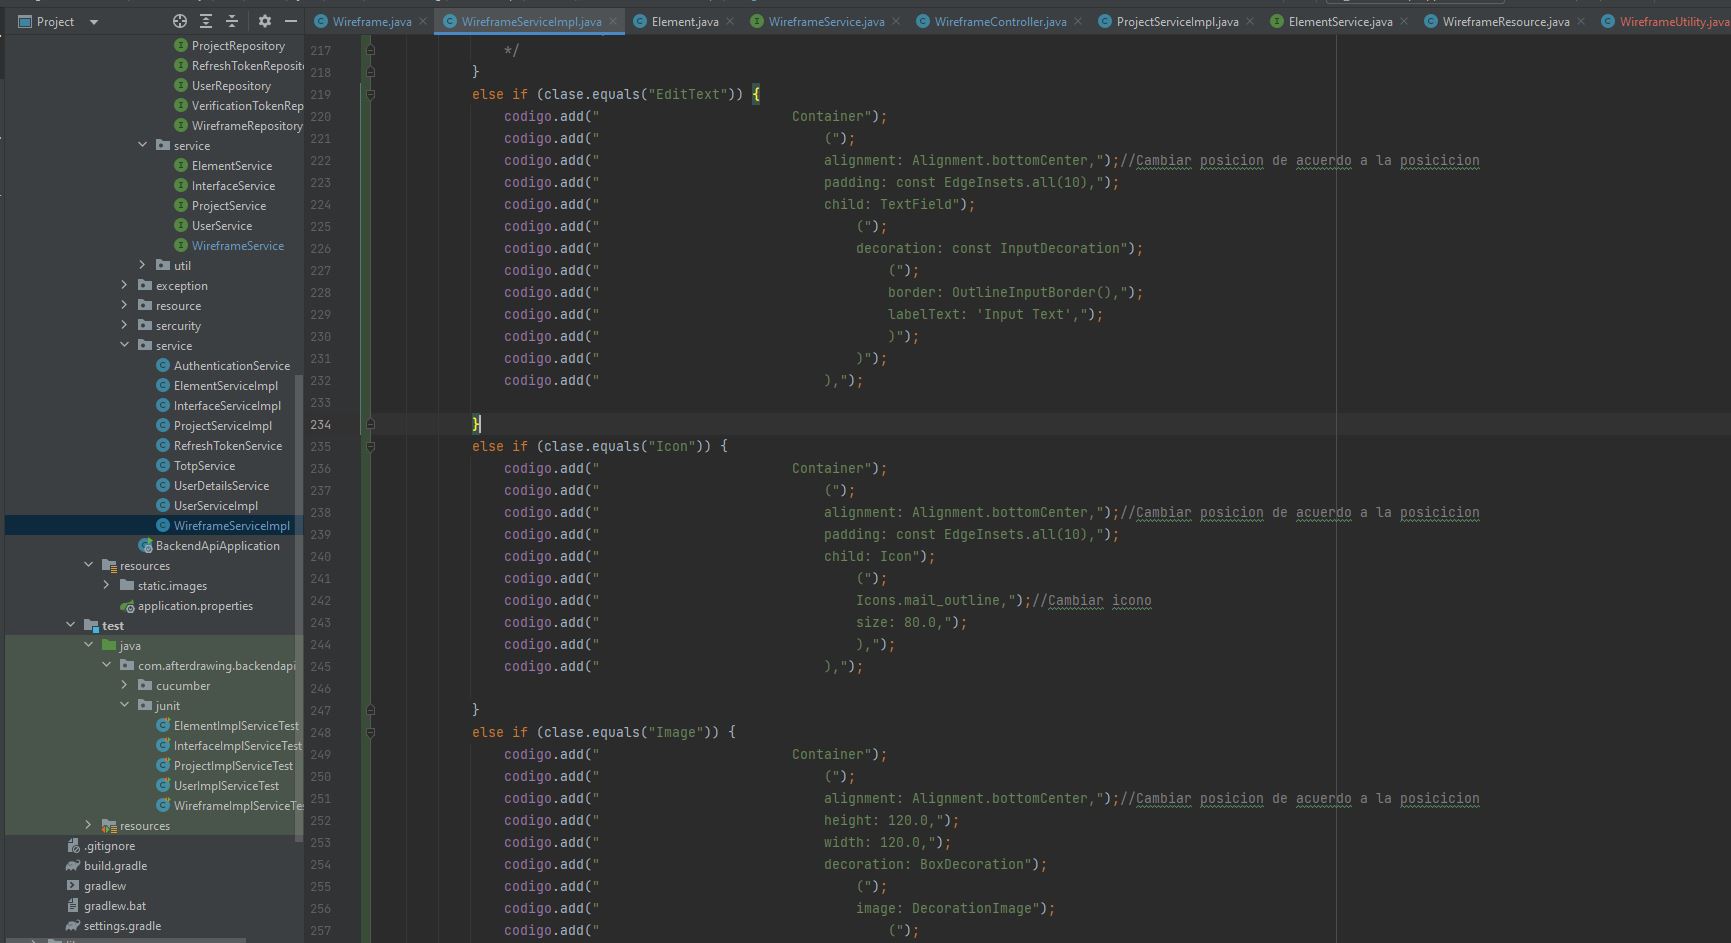 Project
Wireframe.java
WireframeServiceImpl.java
Element.java
WireframeService.java
WireframeController.java
ProjectServiceImpl.java
ElementService.java
WireframeResource.java
WireframeUtility.java
ProjectRepository
RefreshTokenReposit
UserRepository
VerificationTokenRep
WireframeRepository
service
ElementService
InterfaceService
ProjectService
UserService
WireframeService
util
exception
resource
sercurity
service
AuthenticationService
ElementServiceImpl
InterfaceServiceImpl
ProjectServiceImpl
RefreshTokenService
TotpService
UserDetailsService
UserServiceImpl
WireframeServiceImpl
BackendApiApplication
resources
static.images
application.properties
test
java
com.afterdrawing.backendapi
cucumber
junit
ElementImplServiceTest
InterfaceImplServiceTest
ProjectImplServiceTest
UserImplServiceTest
WireframeImplServiceTe
resources
.gitignore
build.gradle
gradlew
gradlew.bat
settings.gradle
217 */
218 }
219 else if (clase.equals("EditText")) {
220 codigo.add("                        Container");
221 codigo.add("                            (");
222 codigo.add("                            alignment: Alignment.bottomCenter,");//Cambiar posicion de acuerdo a la posicicion
223 codigo.add("                            padding: const EdgeInsets.all(10),");
224 codigo.add("                            child: TextField");
225 codigo.add("                                (");
226 codigo.add("                                decoration: const InputDecoration");
227 codigo.add("                                    (");
228 codigo.add("                                    border: OutlineInputBorder(),");
229 codigo.add("                                    labelText: 'Input Text',");
230 codigo.add("                                    )");
231 codigo.add("                                )");
232 codigo.add("                            ),");
233
234 }
235 else if (clase.equals("Icon")) {
236 codigo.add("                        Container");
237 codigo.add("                            (");
238 codigo.add("                            alignment: Alignment.bottomCenter,");//Cambiar posicion de acuerdo a la posicicion
239 codigo.add("                            padding: const EdgeInsets.all(10),");
240 codigo.add("                            child: Icon");
241 codigo.add("                                (");
242 codigo.add("                                Icons.mail_outline,");//Cambiar icono
243 codigo.add("                                size: 80.0,");
244 codigo.add("                                ),");
245 codigo.add("                            ),");
246
247 }
248 else if (clase.equals("Image")) {
249 codigo.add("                        Container");
250 codigo.add("                            (");
251 codigo.add("                            alignment: Alignment.bottomCenter,");//Cambiar posicion de acuerdo a la posicicion
252 codigo.add("                            height: 120.0,");
253 codigo.add("                            width: 120.0,");
254 codigo.add("                            decoration: BoxDecoration");
255 codigo.add("                                (");
256 codigo.add("                                image: DecorationImage");
257 codigo.add("                                    (");